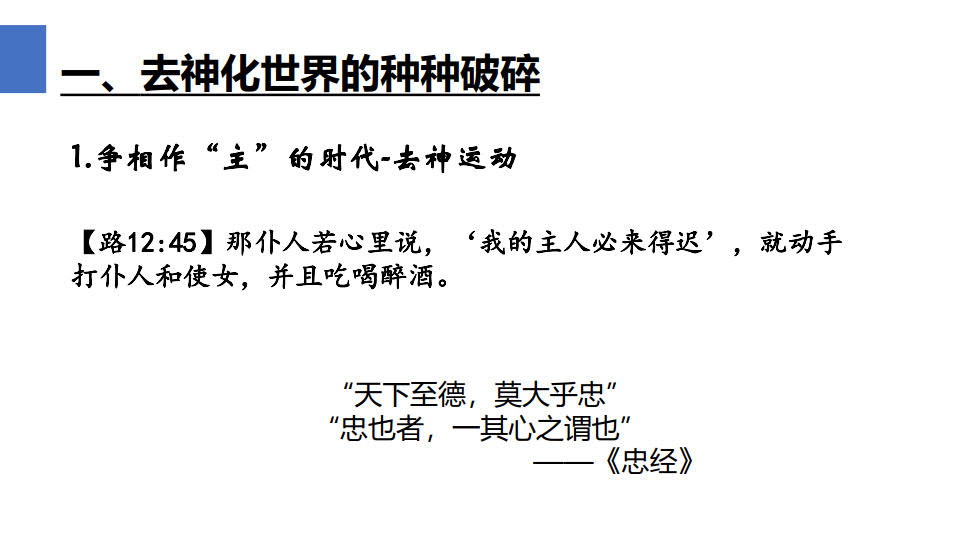 一、去神化世界的种种破碎
1.争相作“主”的时代-去神运动
【路12:45】那仆人若心里说，‘我的主人必来得迟’，就动手
打仆人和使女，并且吃喝醉酒。
“天下至德，莫大乎忠”
“忠也者，一其心之谓也”
——《忠经》